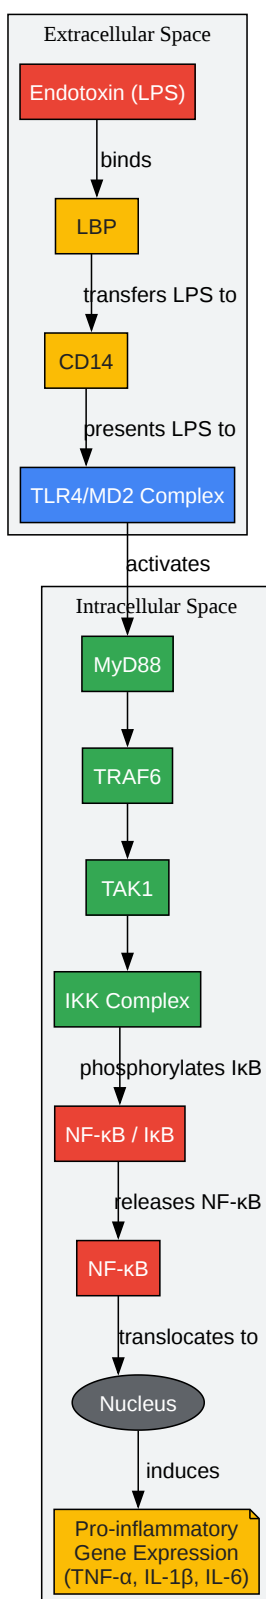 Extracellular Space
Endotoxin (LPS)
binds
LBP
transfers LPS to
CD14
presents LPS to
TLR4/MD2 Complex
activates
Intracellular Space
MyD88
TRAF6
TAK1
IKK Complex
phosphorylates IκB
NF-κB / IκB
releases NF-κB
NF-κB
translocates to
Nucleus
induces
Pro-inflammatory
Gene Expression
(TNF-α, IL-1β, IL-6)